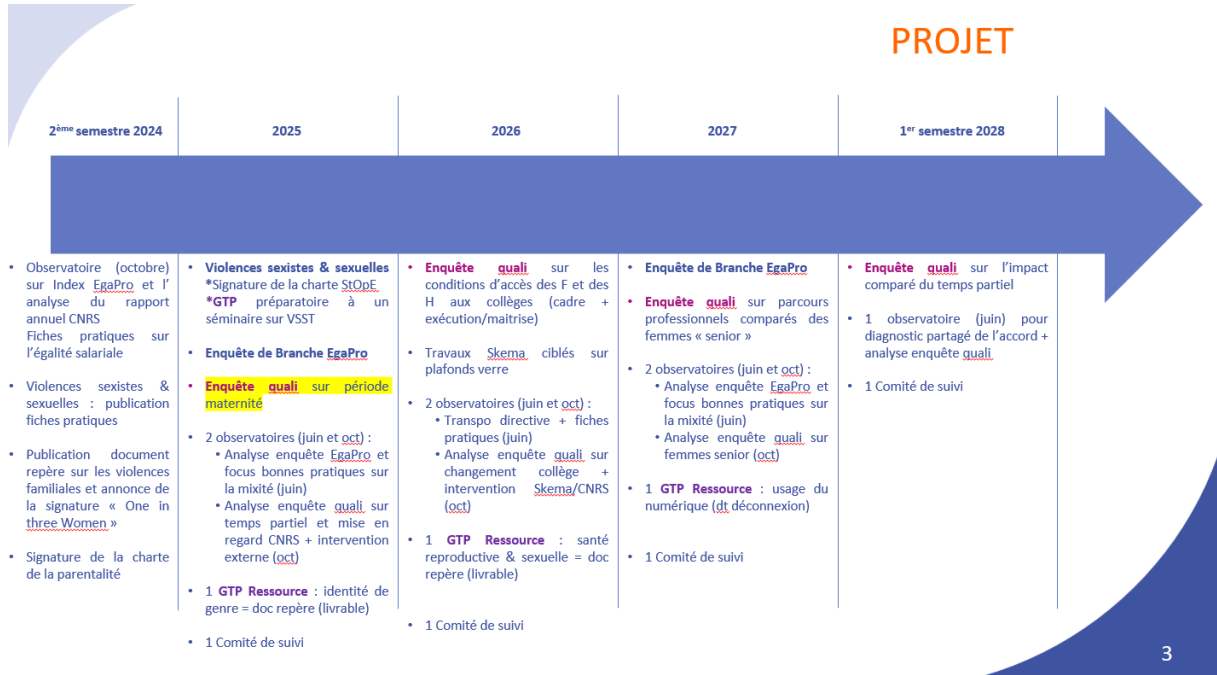 PROJET
2ème semestre 2024
2025
2026
2027
1er semestre 2028
• Observatoire (octobre)
sur Index EgaPro et l'
analyse du rapport
annuel CNRS
Fiches pratiques sur
l'égalité salariale
• Violences sexistes &
sexuelles : publication
fiches pratiques
• Publication document
repère sur les violences
familiales et annonce de
la signature « One in
three Women »
• Signature de la charte
de la parentalité
• Violences sexistes & sexuelles
*Signature de la charte StOpE
*GTP préparatoire à un
séminaire sur VSST
• Enquête de Branche EgaPro
• Enquête quali sur période
maternité
• 2 observatoires (juin et oct) :
• Analyse enquête EgaPro et
focus bonnes pratiques sur
la mixité (juin)
• Analyse enquête quali sur
temps partiel et mise en
regard CNRS + intervention
externe (oct)
• 1 GTP Ressource : identité de
genre = doc repère (livrable)
• 1 Comité de suivi
• Enquête quali sur les
conditions d'accès des F et des
H aux collèges (cadre +
exécution/maitrise)
• Travaux Skema ciblés sur
plafonds verre
• 2 observatoires (juin et oct) :
• Transpo directive + fiches
pratiques (juin)
• Analyse enquête quali sur
changement collège +
intervention Skema/CNRS
(oct)
• 1 GTP Ressource : santé
reproductive & sexuelle = doc
repère (livrable)
• 1 Comité de suivi
• Enquête de Branche EgaPro
• Enquête quali sur parcours
professionnels comparés des
femmes « senior »
• 2 observatoires (juin et oct) :
• Analyse enquête EgaPro et
focus bonnes pratiques sur
la mixité (juin)
• Analyse enquête quali sur
femmes senior (oct)
• 1 GTP Ressource : usage du
numérique (dt déconnexion)
• 1 Comité de suivi
• Enquête quali sur l'impact
comparé du temps partiel
• 1 observatoire (juin) pour
diagnostic partagé de l'accord +
analyse enquête quali
• 1 Comité de suivi
3